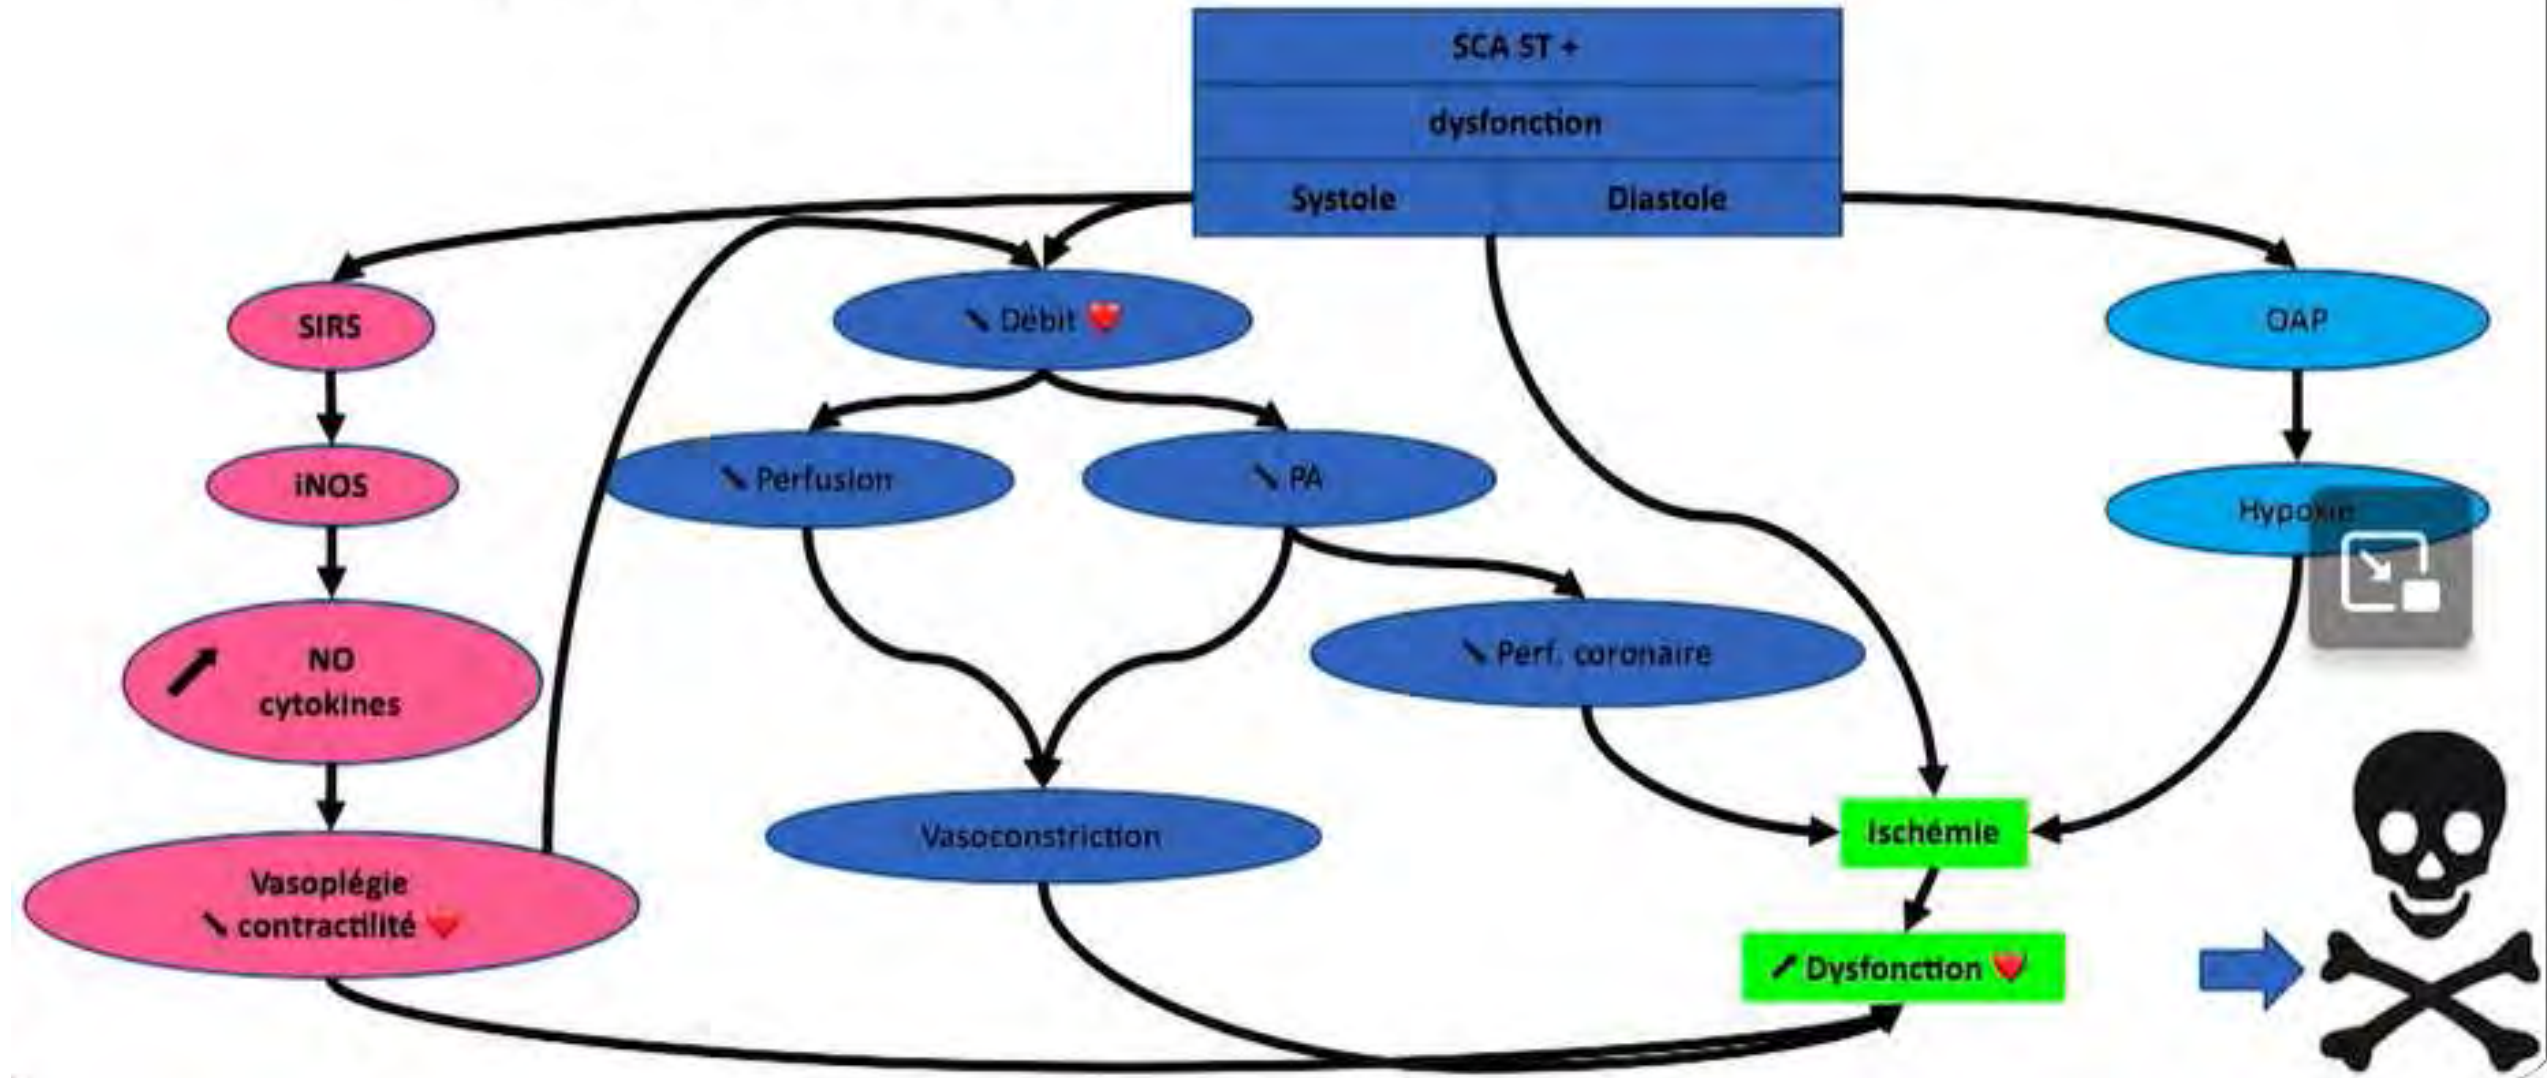 SCA ST +
dysfonction
Systole Diastole
SIRS
Débit
OAP
iNOS
Perfusion
PA
Hypoxie
NO
cytokines
Perf. coronaire
Vasoconstriction
Ischémie
Vasoplégie
contractilité
Dysfonction